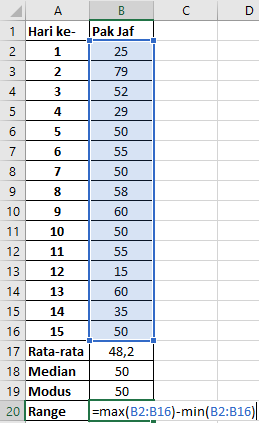 A B C D
1 Hari ke- Pak Jaf
2 1 25
3 2 79
4 3 52
5 4 29
6 5 50
7 6 55
8 7 50
9 8 58
10 9 60
11 10 50
12 11 55
13 12 15
14 13 60
15 14 35
16 15 50
17 Rata-rata 48,2
18 Median 50
19 Modus 50
20 Range =max(B2:B16)-min(B2:B16)